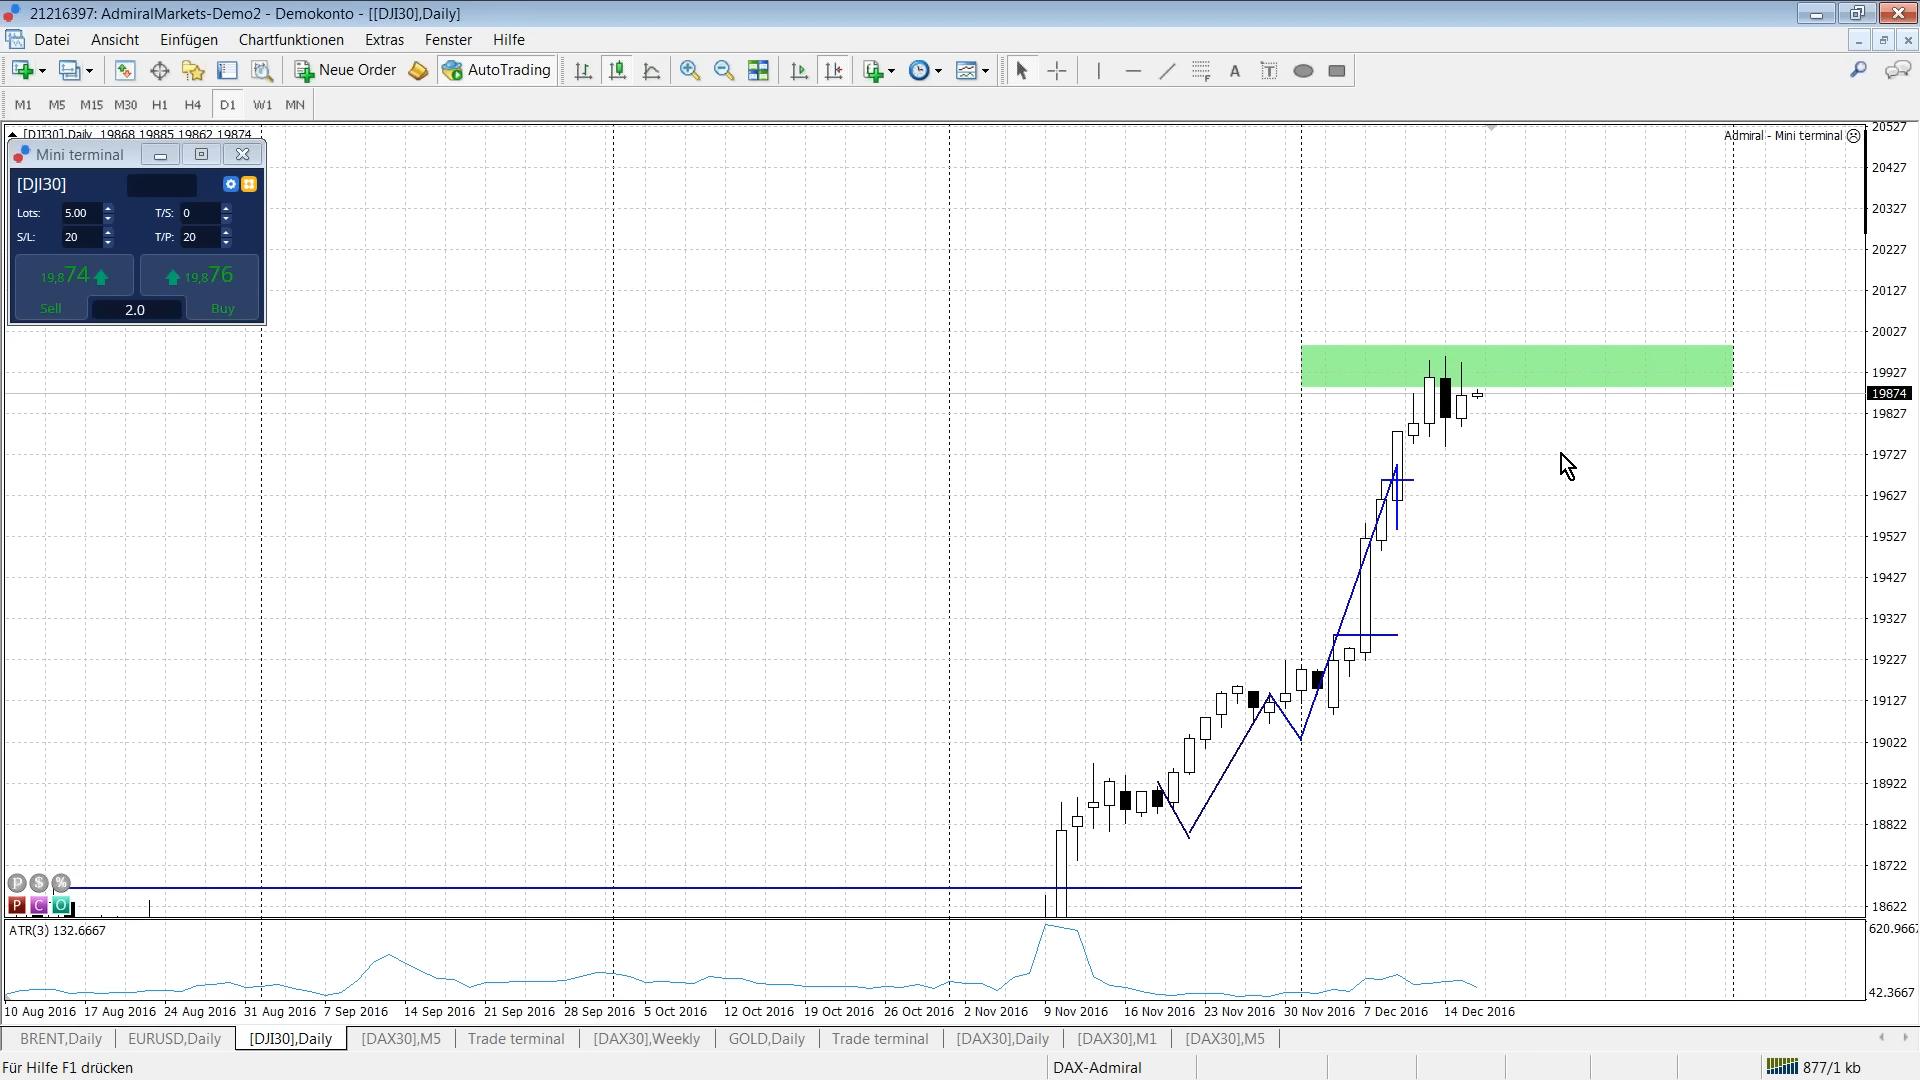 21216397: AdmiralMarkets-Demo2 - Demokonto - [[DJI30],Daily]
Datei Ansicht Einfügen Chartfunktionen Extras Fenster Hilfe
Neue Order AutoTrading A T
M1 M5 M15 M30 H1 H4 D1 W1 MN
[DJI30],Daily 19868 19885 19862 19874
Admiral - Mini terminal
Mini terminal
[DJI30]
Lots: 5.00 T/S: 0
S/L: 20 T/P: 20
19,874 19,876
Sell 2.0 Buy
20527
20427
20327
20227
20127
20027
19927
19874
19827
19727
19627
19527
19427
19327
19227
19127
19022
18922
18822
18722
18622
P $ %
P C O
ATR(3) 132.6667
620.9667
42.3667
10 Aug 2016 17 Aug 2016 24 Aug 2016 31 Aug 2016 7 Sep 2016 14 Sep 2016 21 Sep 2016 28 Sep 2016 5 Oct 2016 12 Oct 2016 19 Oct 2016 26 Oct 2016 2 Nov 2016 9 Nov 2016 16 Nov 2016 23 Nov 2016 30 Nov 2016 7 Dec 2016 14 Dec 2016
BRENT,Daily EURUSD,Daily [DJI30],Daily [DAX30],M5 Trade terminal [DAX30],Weekly GOLD,Daily Trade terminal [DAX30],Daily [DAX30],M1 [DAX30],M5
Für Hilfe F1 drücken DAX-Admiral 877/1 kb